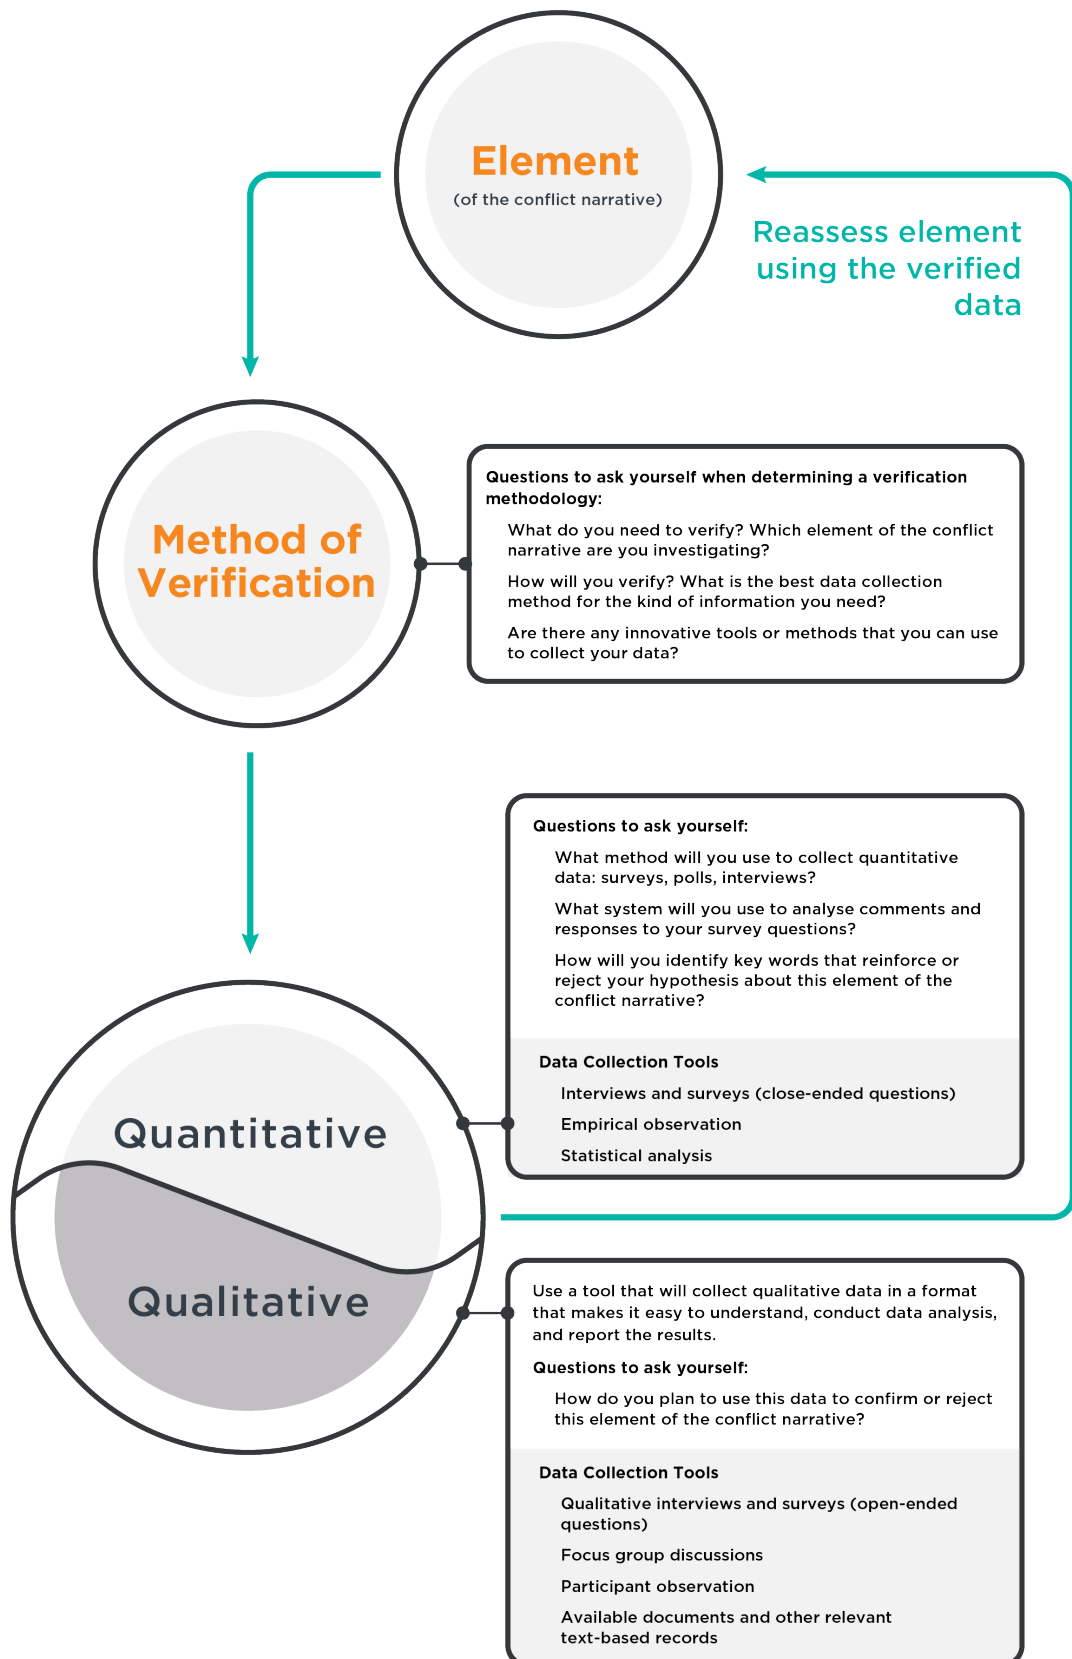 Element
(of the conflict narrative)
Reassess element
using the verified
data
Method of
Verification
Questions to ask yourself when determining a verification
methodology:
What do you need to verify? Which element of the conflict
narrative are you investigating?
How will you verify? What is the best data collection
method for the kind of information you need?
Are there any innovative tools or methods that you can use
to collect your data?
Quantitative
Questions to ask yourself:
What method will you use to collect quantitative
data: surveys, polls, interviews?
What system will you use to analyse comments and
responses to your survey questions?
How will you identify key words that reinforce or
reject your hypothesis about this element of the
conflict narrative?
Data Collection Tools
Interviews and surveys (close-ended questions)
Empirical observation
Statistical analysis
Qualitative
Use a tool that will collect qualitative data in a format
that makes it easy to understand, conduct data analysis,
and report the results.
Questions to ask yourself:
How do you plan to use this data to confirm or reject
this element of the conflict narrative?
Data Collection Tools
Qualitative interviews and surveys (open-ended
questions)
Focus group discussions
Participant observation
Available documents and other relevant
text-based records